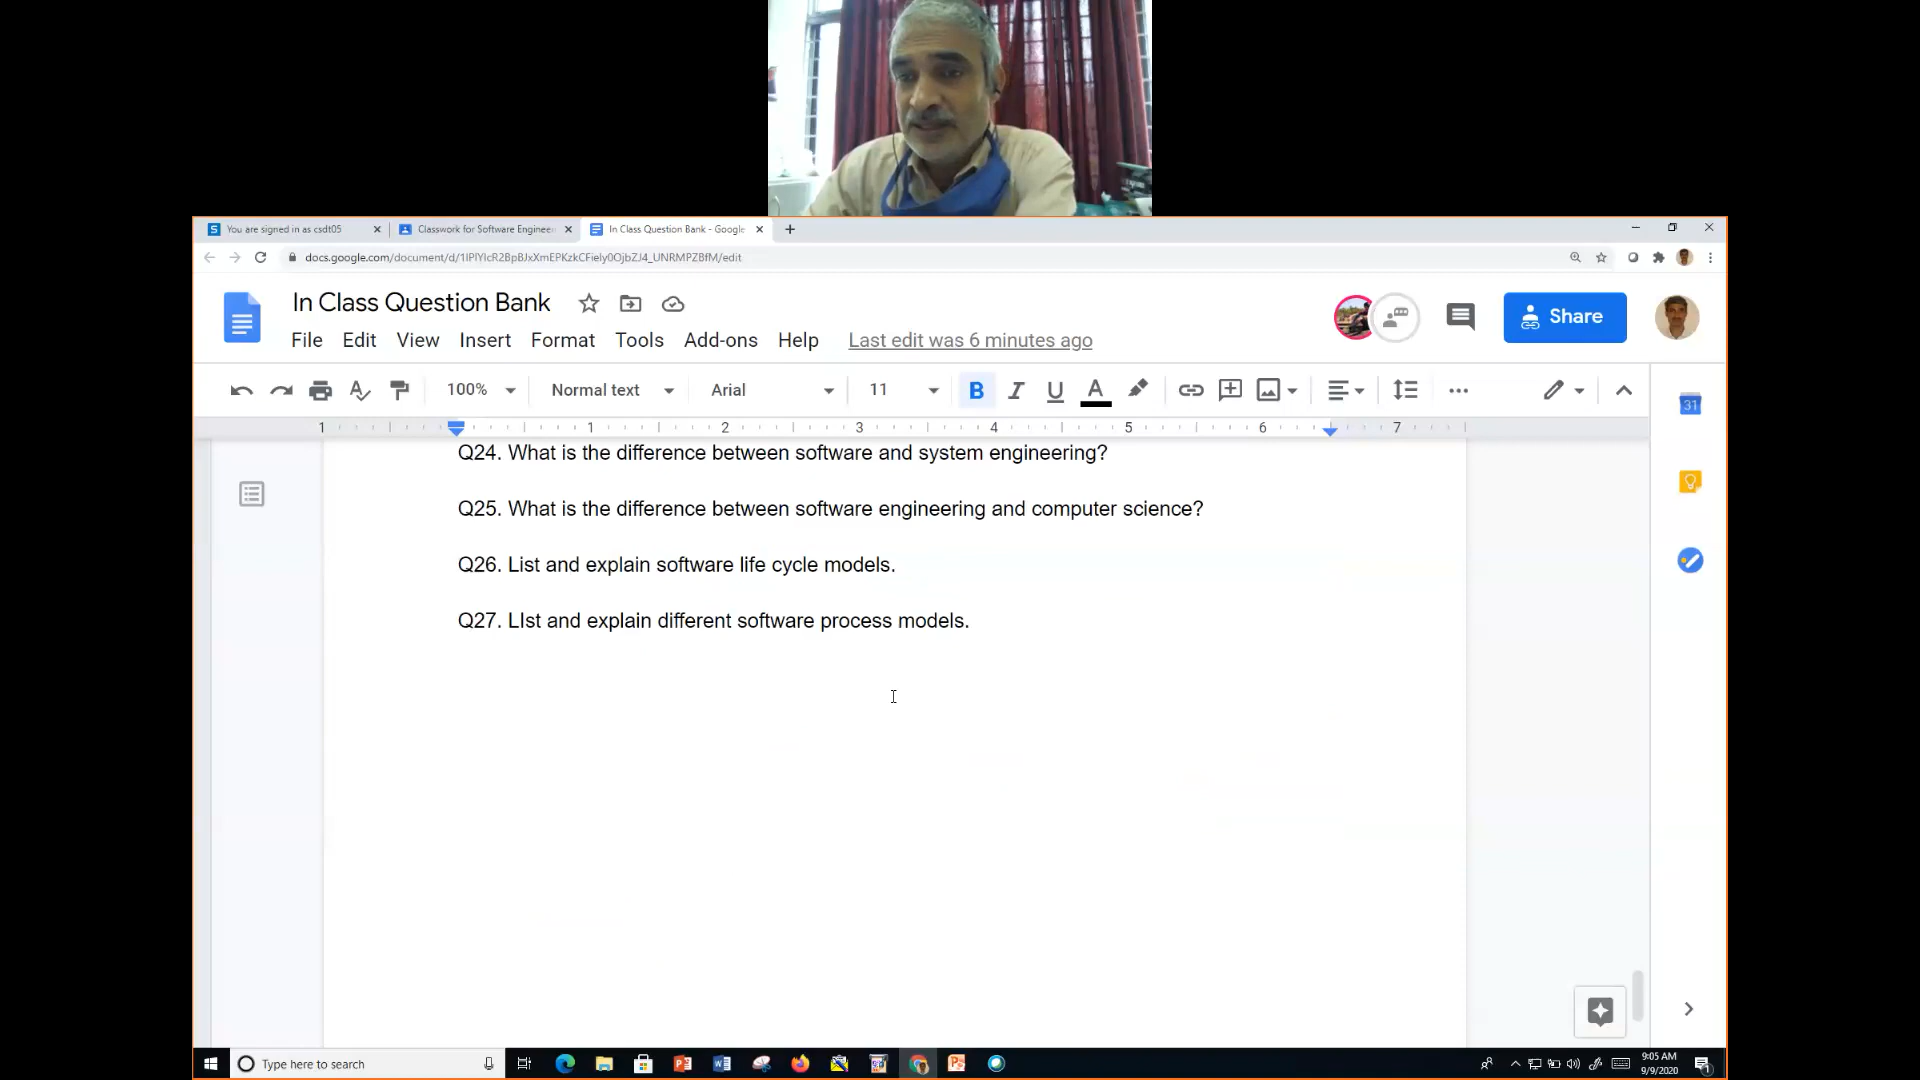 You are signed in as csdt05
Classwork for Software Engineer
In Class Question Bank - Google
docs.google.com/document/d/1IPlYlcR2BpBJxXmEPKzkCFiely0OjbZJ4_UNRMPZBfM/edit
In Class Question Bank
Share
File Edit View Insert Format Tools Add-ons Help Last edit was 6 minutes ago
100% Normal text Arial 11 B I U A
31
1 1 2 3 4 5 6 7
Q24. What is the difference between software and system engineering?
Q25. What is the difference between software engineering and computer science?
Q26. List and explain software life cycle models.
Q27. LIst and explain different software process models.
Type here to search
9:05 AM
9/9/2020